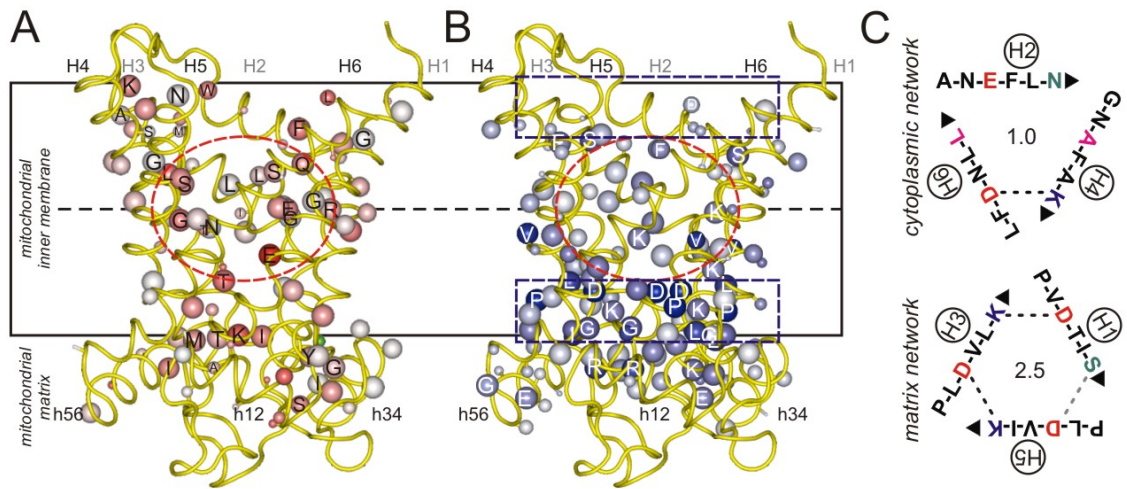 A
B
C
H4 H3 H5 H2 H6 H1
H4 H3 H5 H2 H6 H1
mitochondrial
inner membrane
mitochondrial
matrix
K
N
W
L
A
S
M
F
G
G
Q
S
L
L
S
G
T
N
I
E
G
G
R
E
T
M
T
K
I
I
A
Y
G
I
S
h56
h12
h34
P
F
S
F
S
K
V
V
K
D
D
D
P
K
P
K
P
G
G
R
R
K
G
E
E
h56
h12
h34
cytoplasmic network
H2
A-N-E-F-L-N
1.0
G-N-A-F-A-K
H4
L-F-D-N-L-L
H6
matrix network
H3
P-L-D-V-L-K
P-V-D-T-I-S
H1
2.5
P-L-D-V-I-K
H5